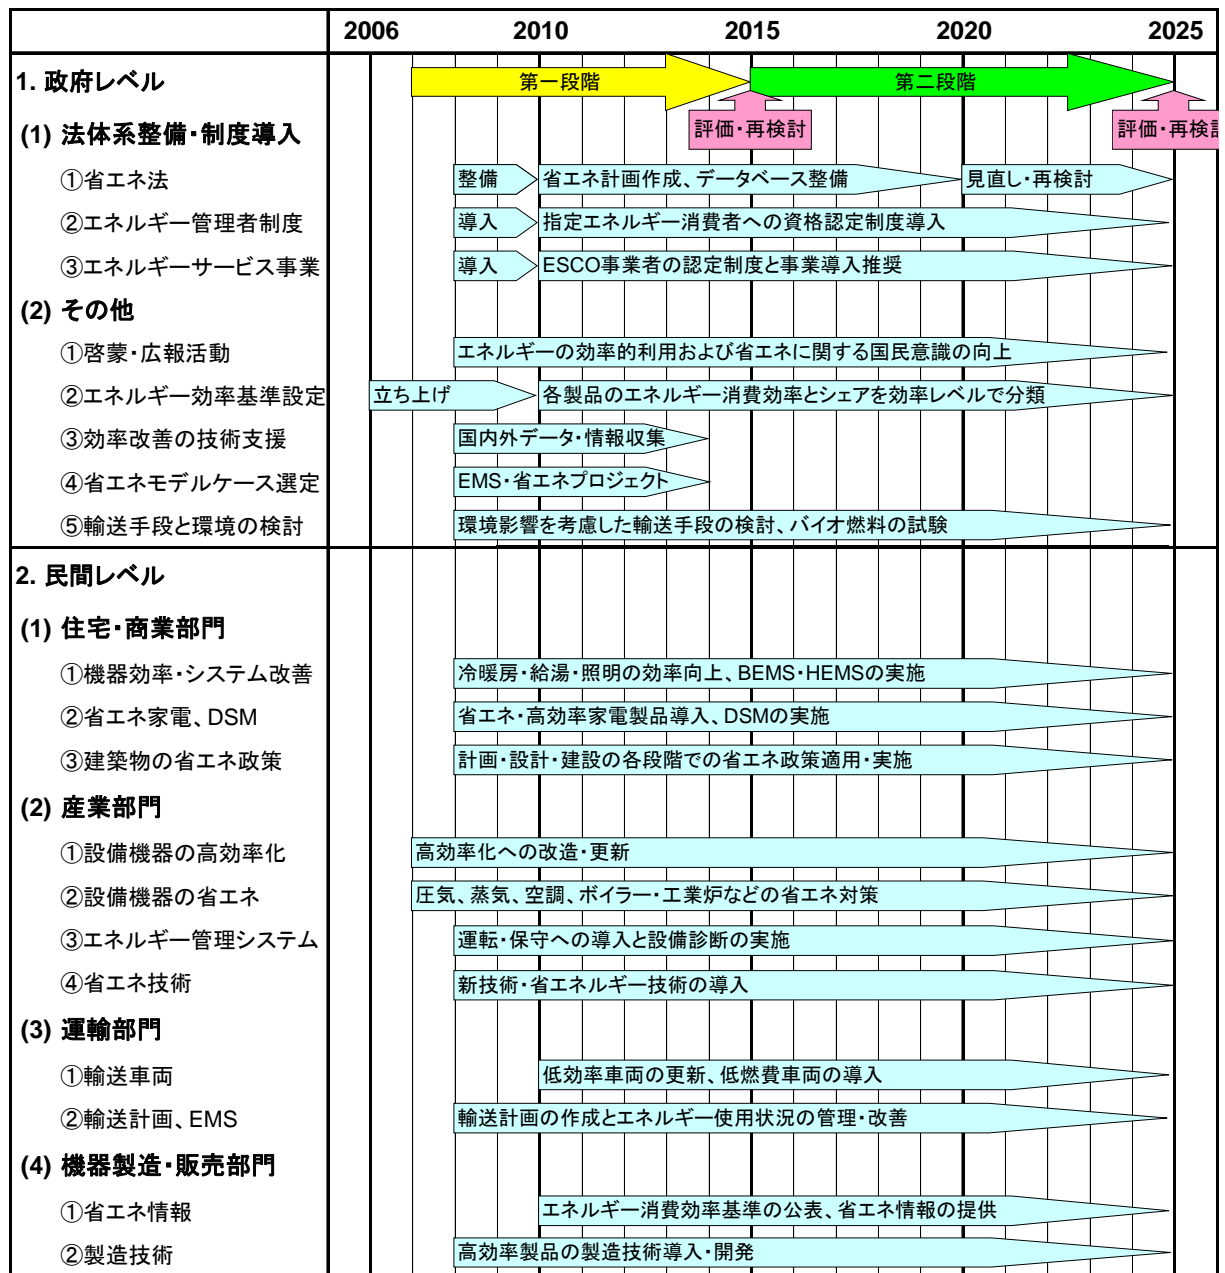 2006 2010 2015 2020 2025
1. 政府レベル 第一段階 第二段階
評価・再検討 評価・再検討
(1) 法体系整備・制度導入
①省エネ法 整備 省エネ計画作成、データベース整備 見直し・再検討
②エネルギー管理者制度 導入 指定エネルギー消費者への資格認定制度導入
③エネルギーサービス事業 導入 ESCO事業者の認定制度と事業導入推奨
(2) その他
①啓蒙・広報活動 エネルギーの効率的利用および省エネに関する国民意識の向上
②エネルギー効率基準設定 立ち上げ 各製品のエネルギー消費効率とシェアを効率レベルで分類
③効率改善の技術支援 国内外データ・情報収集
④省エネモデルケース選定 EMS・省エネプロジェクト
⑤輸送手段と環境の検討 環境影響を考慮した輸送手段の検討、バイオ燃料の試験
2. 民間レベル
(1) 住宅・商業部門
①機器効率・システム改善 冷暖房・給湯・照明の効率向上、BEMS・HEMSの実施
②省エネ家電、DSM 省エネ・高効率家電製品導入、DSMの実施
③建築物の省エネ政策 計画・設計・建設の各段階での省エネ政策適用・実施
(2) 産業部門
①設備機器の高効率化 高効率化への改造・更新
②設備機器の省エネ 圧気、蒸気、空調、ボイラー・工業炉などの省エネ対策
③エネルギー管理システム 運転・保守への導入と設備診断の実施
④省エネ技術 新技術・省エネルギー技術の導入
(3) 運輸部門
①輸送車両 低効率車両の更新、低燃費車両の導入
②輸送計画、EMS 輸送計画の作成とエネルギー使用状況の管理・改善
(4) 機器製造・販売部門
①省エネ情報 エネルギー消費効率基準の公表、省エネ情報の提供
②製造技術 高効率製品の製造技術導入・開発